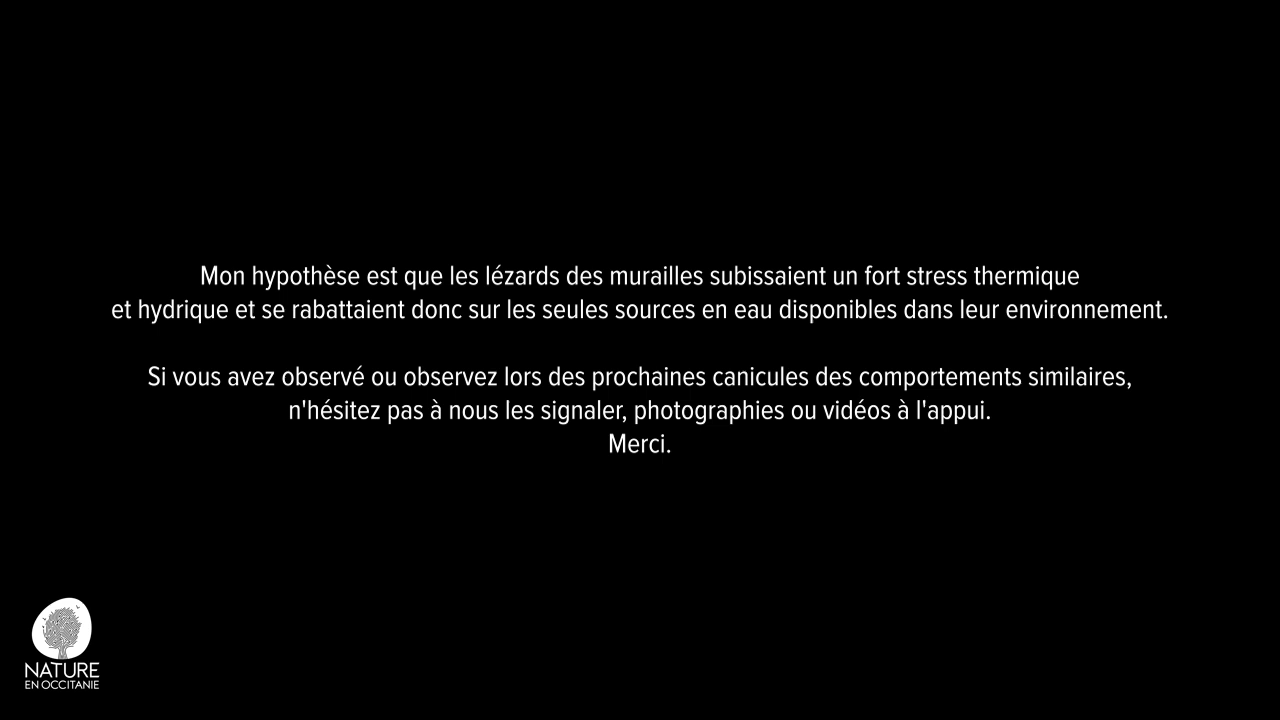 Mon hypothèse est que les lézards des murailles subissaient un fort stress thermique
et hydrique et se rabattaient donc sur les seules sources en eau disponibles dans leur environnement.
Si vous avez observé ou observez lors des prochaines canicules des comportements similaires,
n'hésitez pas à nous les signaler, photographies ou vidéos à l'appui.
Merci.
NATURE
EN OCCITANIE